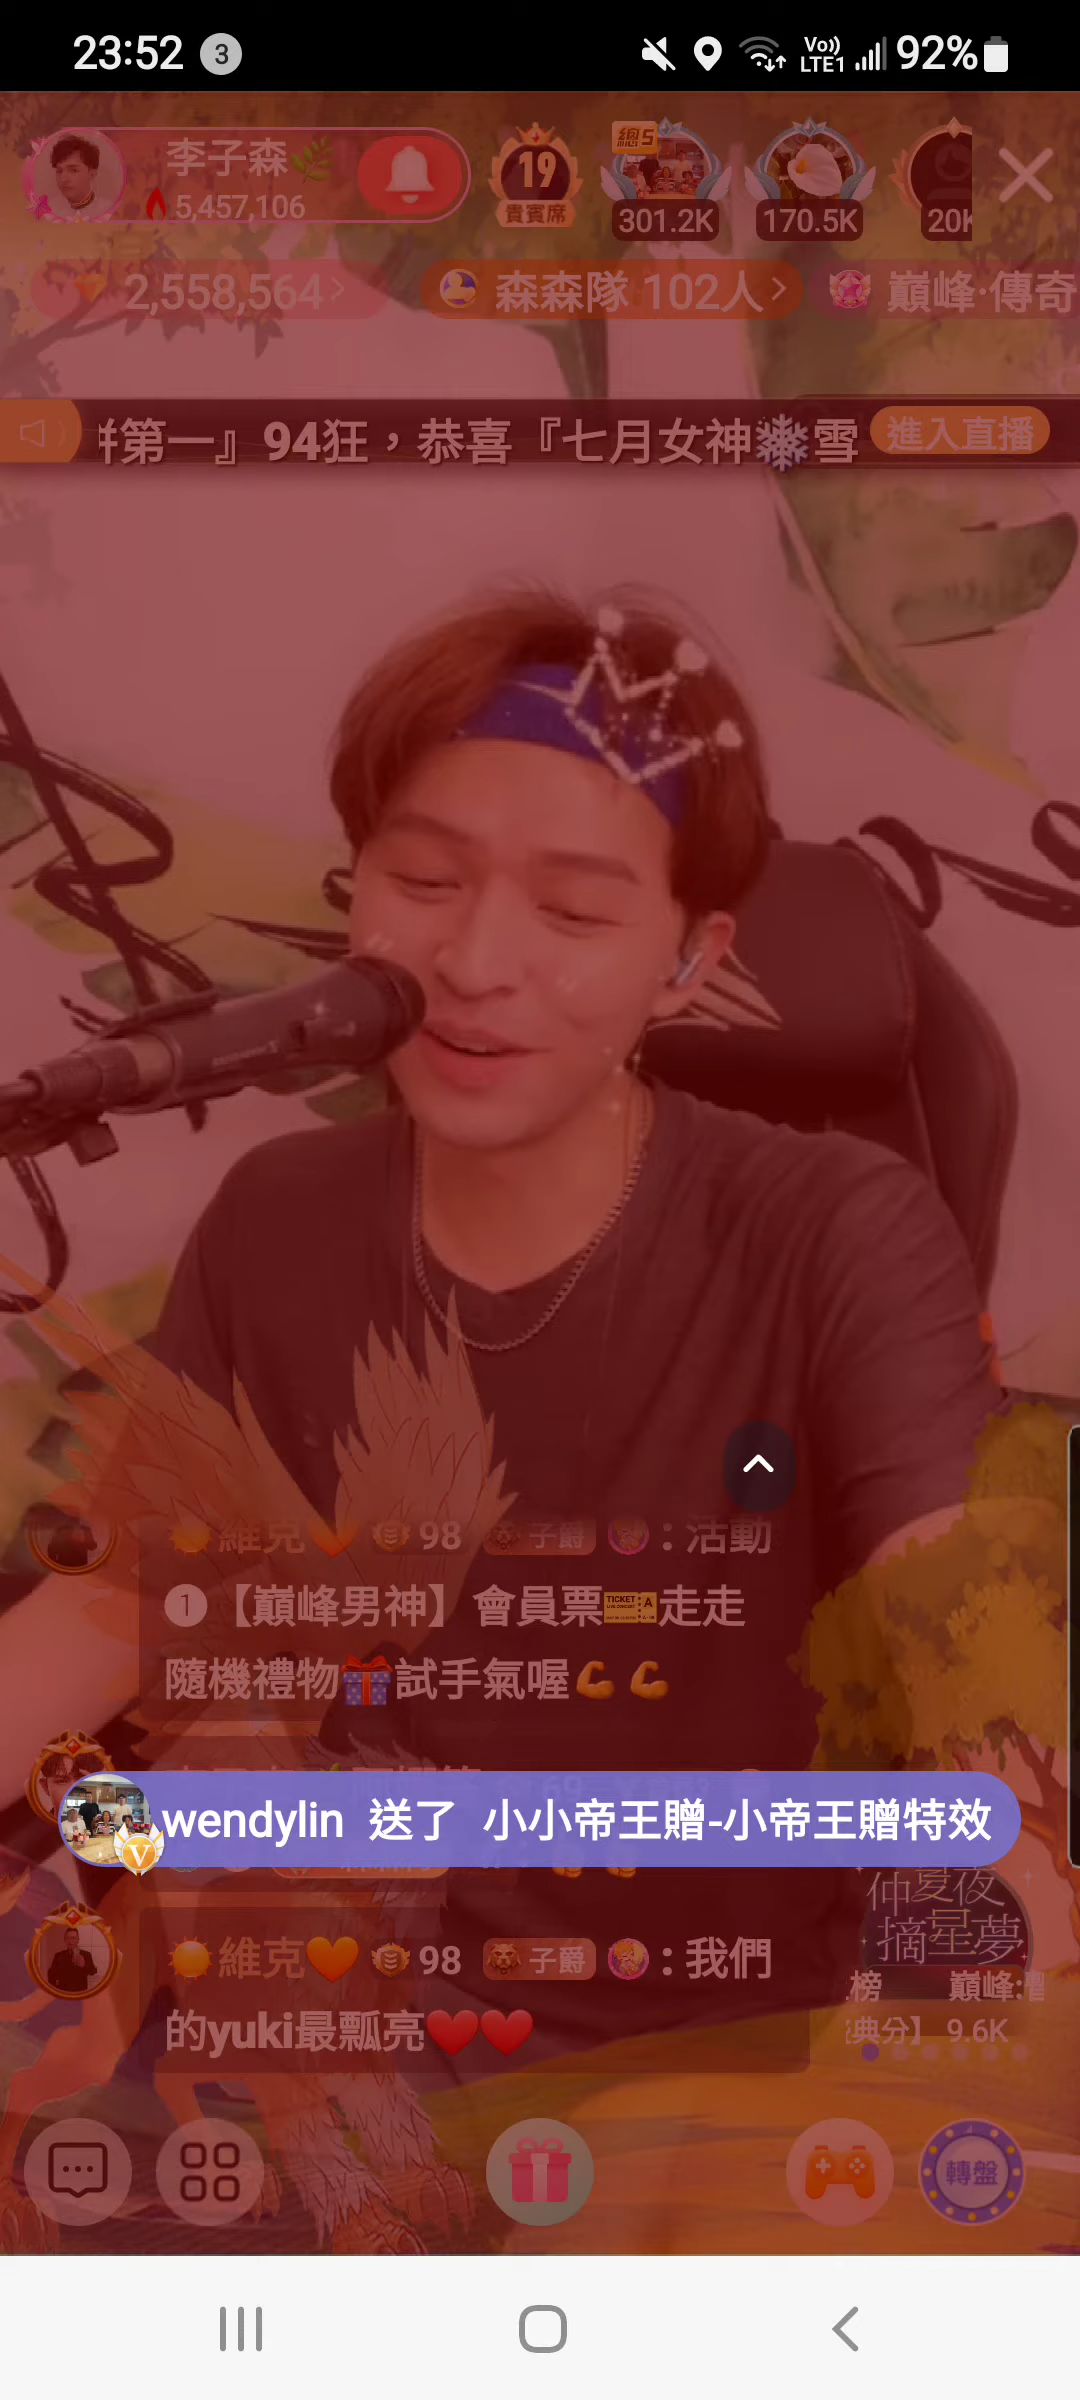 23:52 3
Vo)) LTE1 92%
李子森🌿
5,457,106
19
貴賓席
總5
301.2K
170.5K
20K
2,558,564
森森隊 102人
巔峰·傳奇
第一』94狂，恭喜『七月女神❄雪
進入直播
☀維克🧡 98 子爵 : 活動
❶【巔峰男神】會員票🎫走走
隨機禮物🎁試手氣喔💪💪
wendylin 送了 小小帝王贈-小帝王贈特效
V
☀維克🧡 98 子爵 : 我們
的yuki最瓢亮❤️❤️
仲夏夜
摘星夢
榜 巔峰:
典分】 9.6K
轉盤